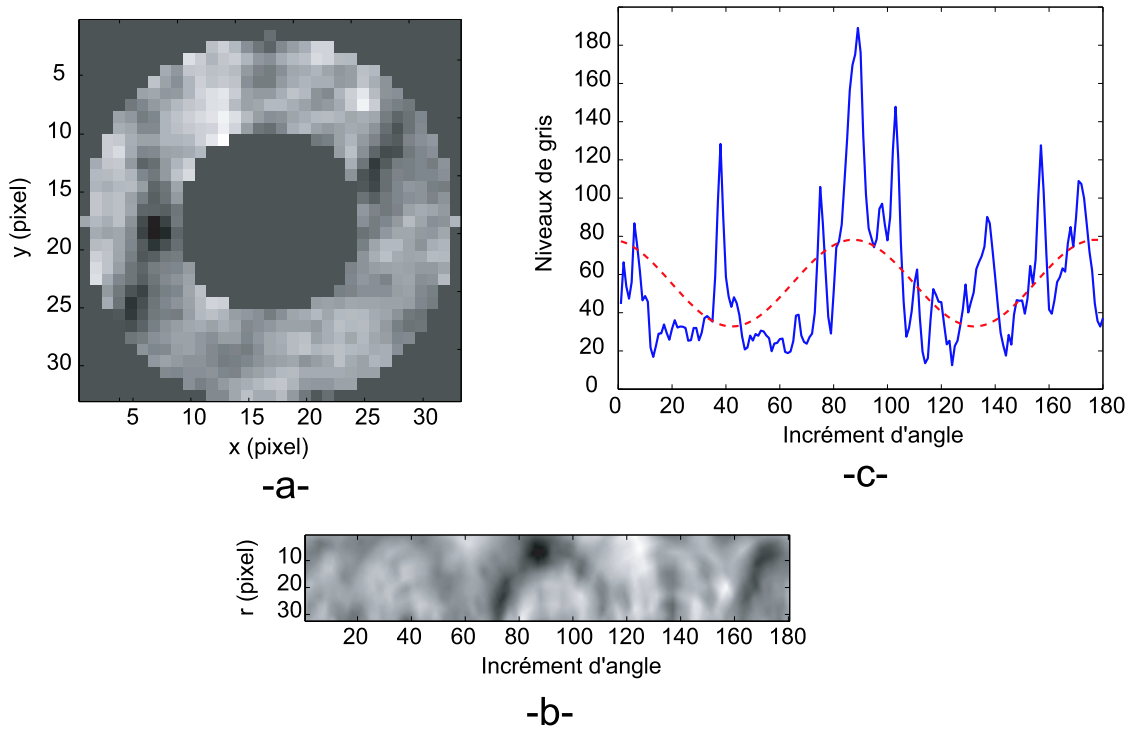 5
10
15
20
25
30
y (pixel)
5 10 15 20 25 30
x (pixel)
-a-
180
160
140
120
100
80
60
40
20
0
Niveaux de gris
0 20 40 60 80 100 120 140 160 180
Incrément d'angle
-c-
10
20
30
r (pixel)
20 40 60 80 100 120 140 160 180
Incrément d'angle
-b-